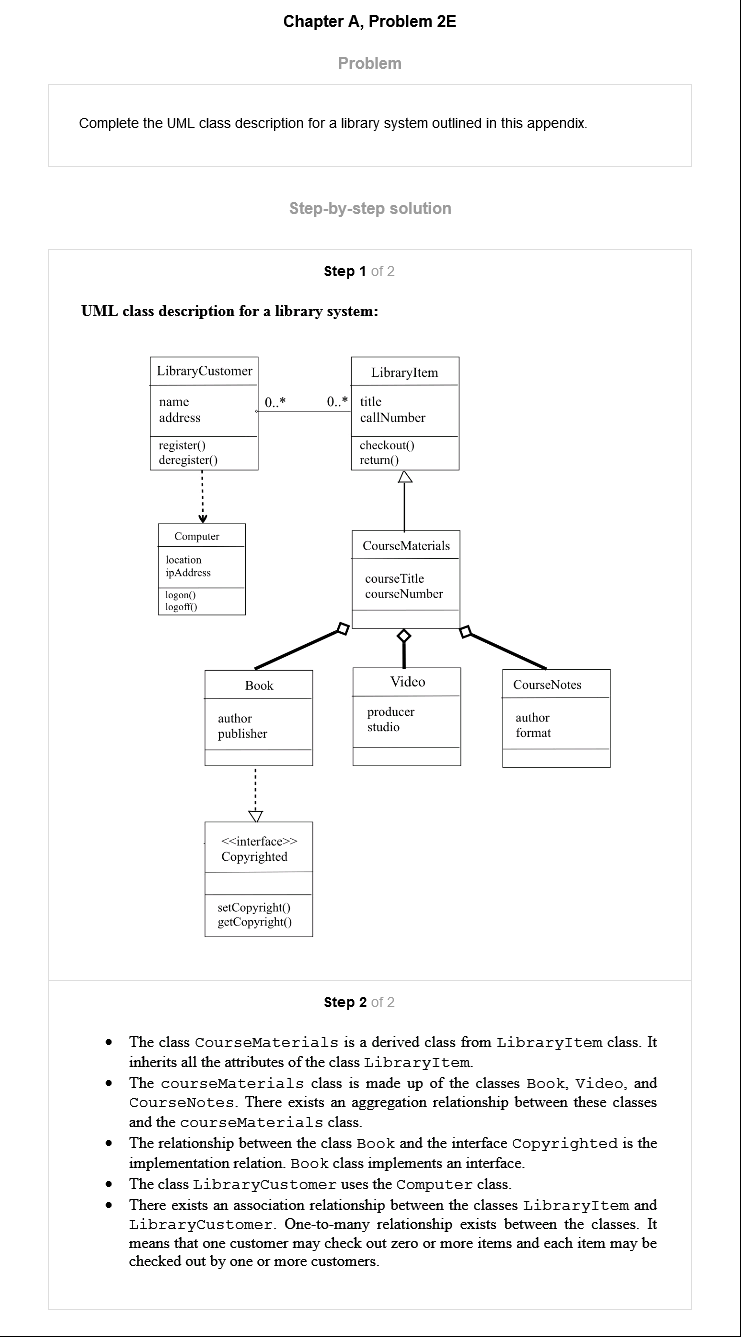 Chapter A, Problem 2E
Problem
Complete the UML class description for a library system outlined in this appendix.
Step-by-step solution
Step 1 of 2
UML class description for a library system:
LibraryCustomer
name
address
register()
deregister()
0..*
0..*
LibraryItem
title
callNumber
checkout()
return()
Computer
location
ipAddress
logon()
logoff()
CourseMaterials
courseTitle
courseNumber
Book
author
publisher
Video
producer
studio
CourseNotes
author
format
<<interface>>
Copyrighted
setCopyright()
getCopyright()
Step 2 of 2
• The class CourseMaterials is a derived class from LibraryItem class. It
inherits all the attributes of the class LibraryItem.
• The courseMaterials class is made up of the classes Book, Video, and
CourseNotes. There exists an aggregation relationship between these classes
and the courseMaterials class.
• The relationship between the class Book and the interface Copyrighted is the
implementation relation. Book class implements an interface.
• The class LibraryCustomer uses the Computer class.
• There exists an association relationship between the classes LibraryItem and
LibraryCustomer. One-to-many relationship exists between the classes. It
means that one customer may check out zero or more items and each item may be
checked out by one or more customers.